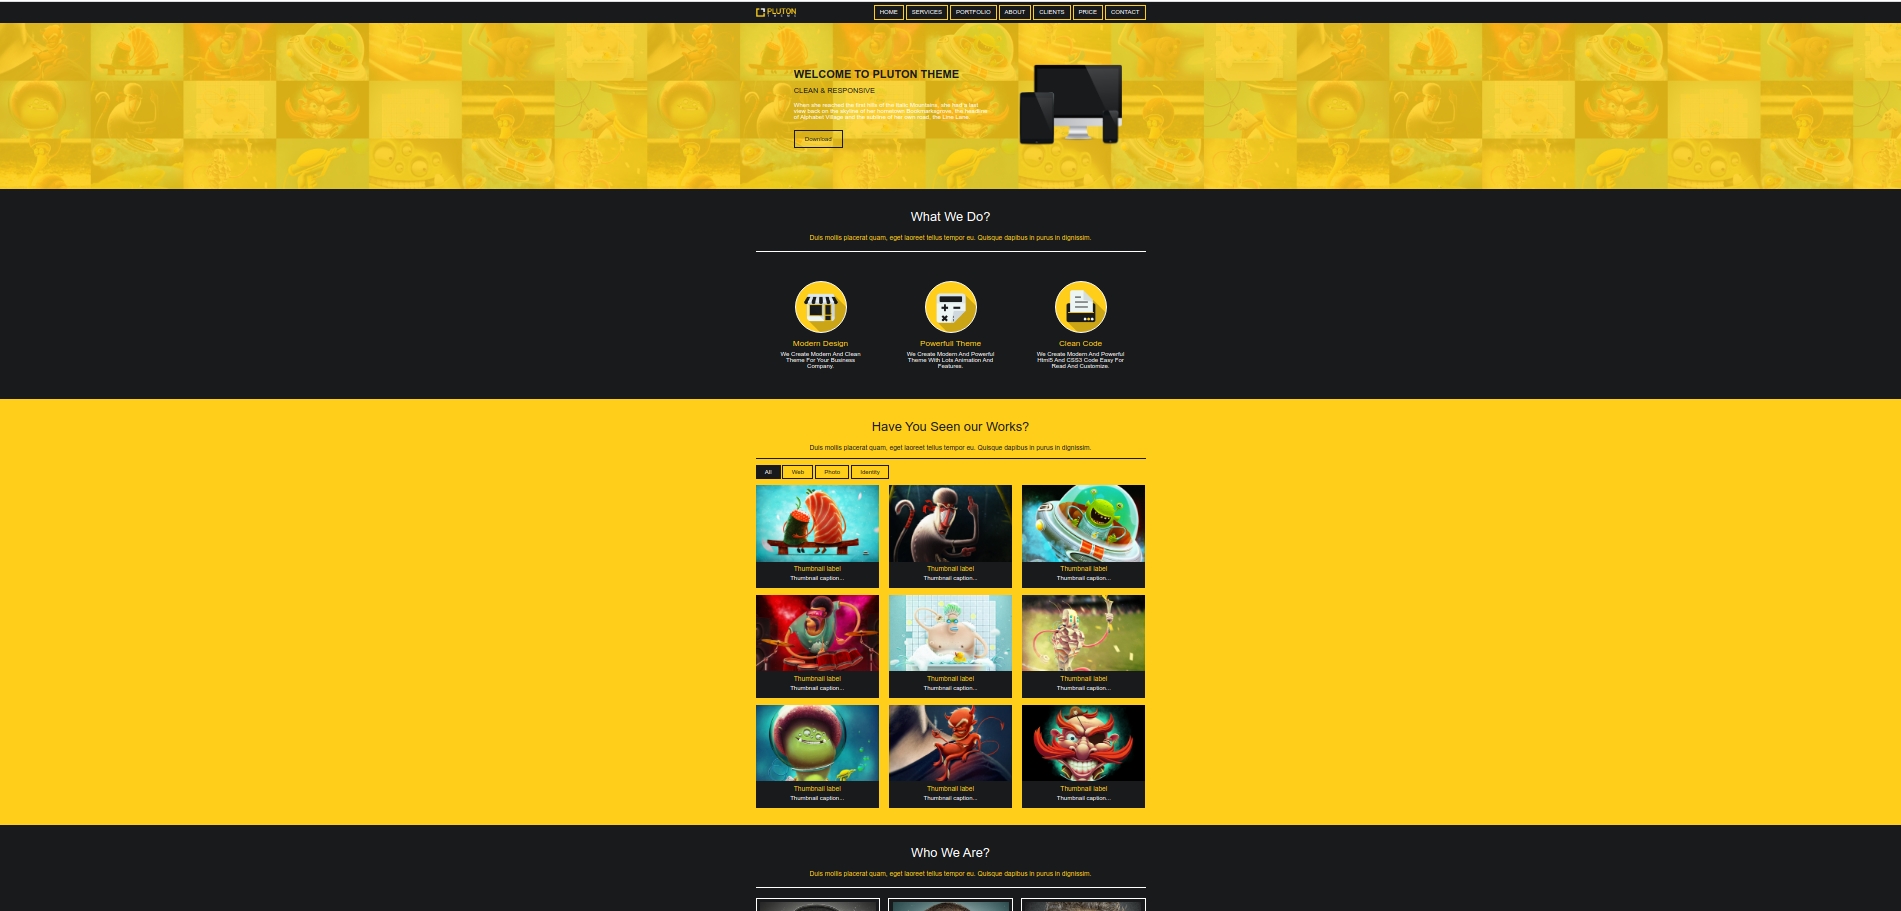 PLUTON
THEME
HOME SERVICES PORTFOLIO ABOUT CLIENTS PRICE CONTACT
WELCOME TO PLUTON THEME
CLEAN & RESPONSIVE
When she reached the first hills of the Italic Mountains, she had a last
view back on the skyline of her hometown Bookmarksgrove, the headline
of Alphabet Village and the subline of her own road, the Line Lane.
Download
What We Do?
Duis mollis placerat quam, eget laoreet tellus tempor eu. Quisque dapibus in purus in dignissim.
Modern Design
We Create Modern And Clean
Theme For Your Business
Company.
Powerfull Theme
We Create Modern And Powerful
Theme With Lots Animation And
Features.
Clean Code
We Create Modern And Powerful
Html5 And CSS3 Code Easy For
Read And Customize.
Have You Seen our Works?
Duis mollis placerat quam, eget laoreet tellus tempor eu. Quisque dapibus in purus in dignissim.
All Web Photo Identity
Thumbnail label Thumbnail label Thumbnail label
Thumbnail caption... Thumbnail caption... Thumbnail caption...
Thumbnail label Thumbnail label Thumbnail label
Thumbnail caption... Thumbnail caption... Thumbnail caption...
Thumbnail label Thumbnail label Thumbnail label
Thumbnail caption... Thumbnail caption... Thumbnail caption...
Who We Are?
Duis mollis placerat quam, eget laoreet tellus tempor eu. Quisque dapibus in purus in dignissim.